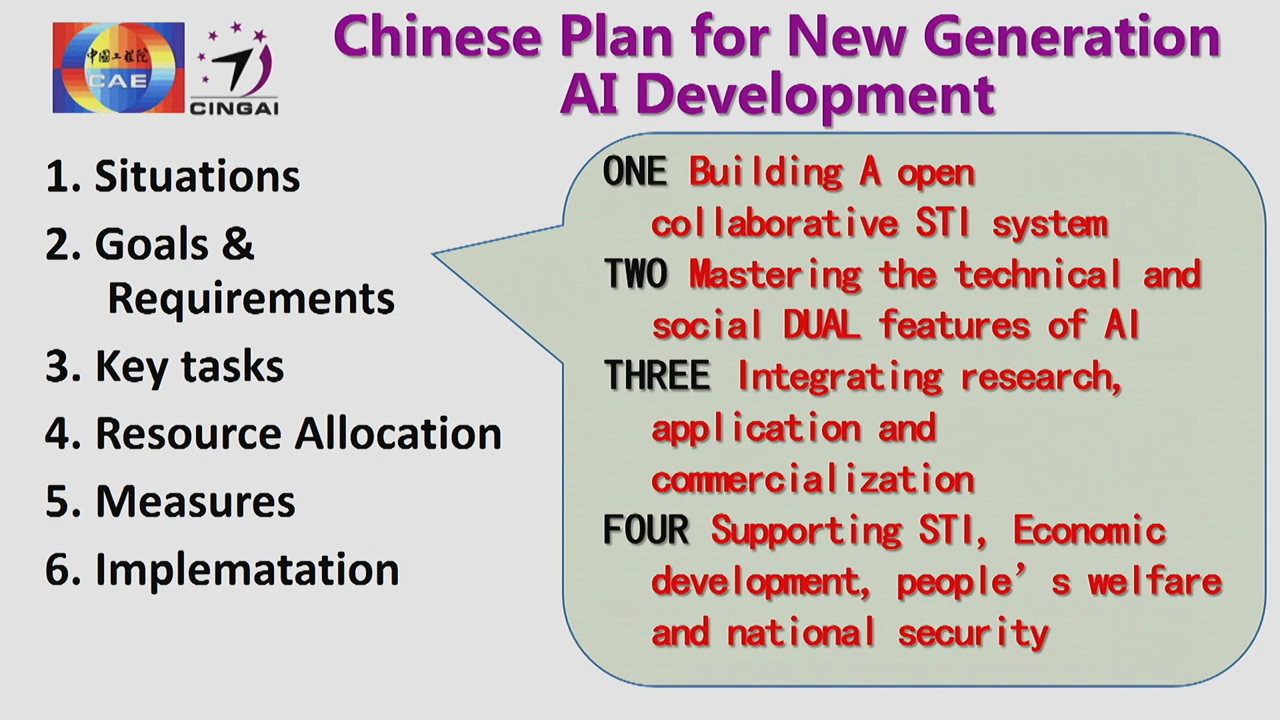 中国工程院
CAE
CINGAI
Chinese Plan for New Generation
AI Development
1. Situations
2. Goals &
Requirements
3. Key tasks
4. Resource Allocation
5. Measures
6. Implematation
ONE Building A open
collaborative STI system
TWO Mastering the technical and
social DUAL features of AI
THREE Integrating research,
application and
commercialization
FOUR Supporting STI, Economic
development, people’s welfare
and national security